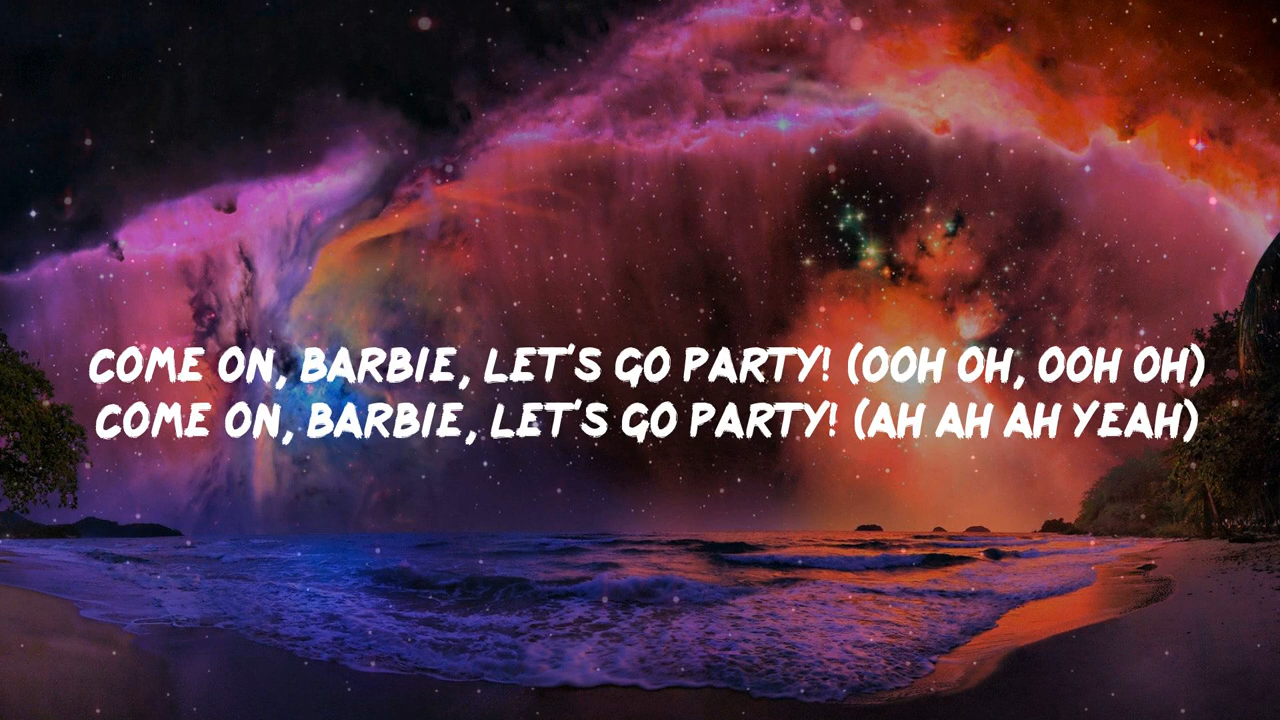 COME ON, BARBIE, LET'S GO PARTY! (OOH OH, OOH OH)
COME ON, BARBIE, LET'S GO PARTY! (AH AH AH YEAH)